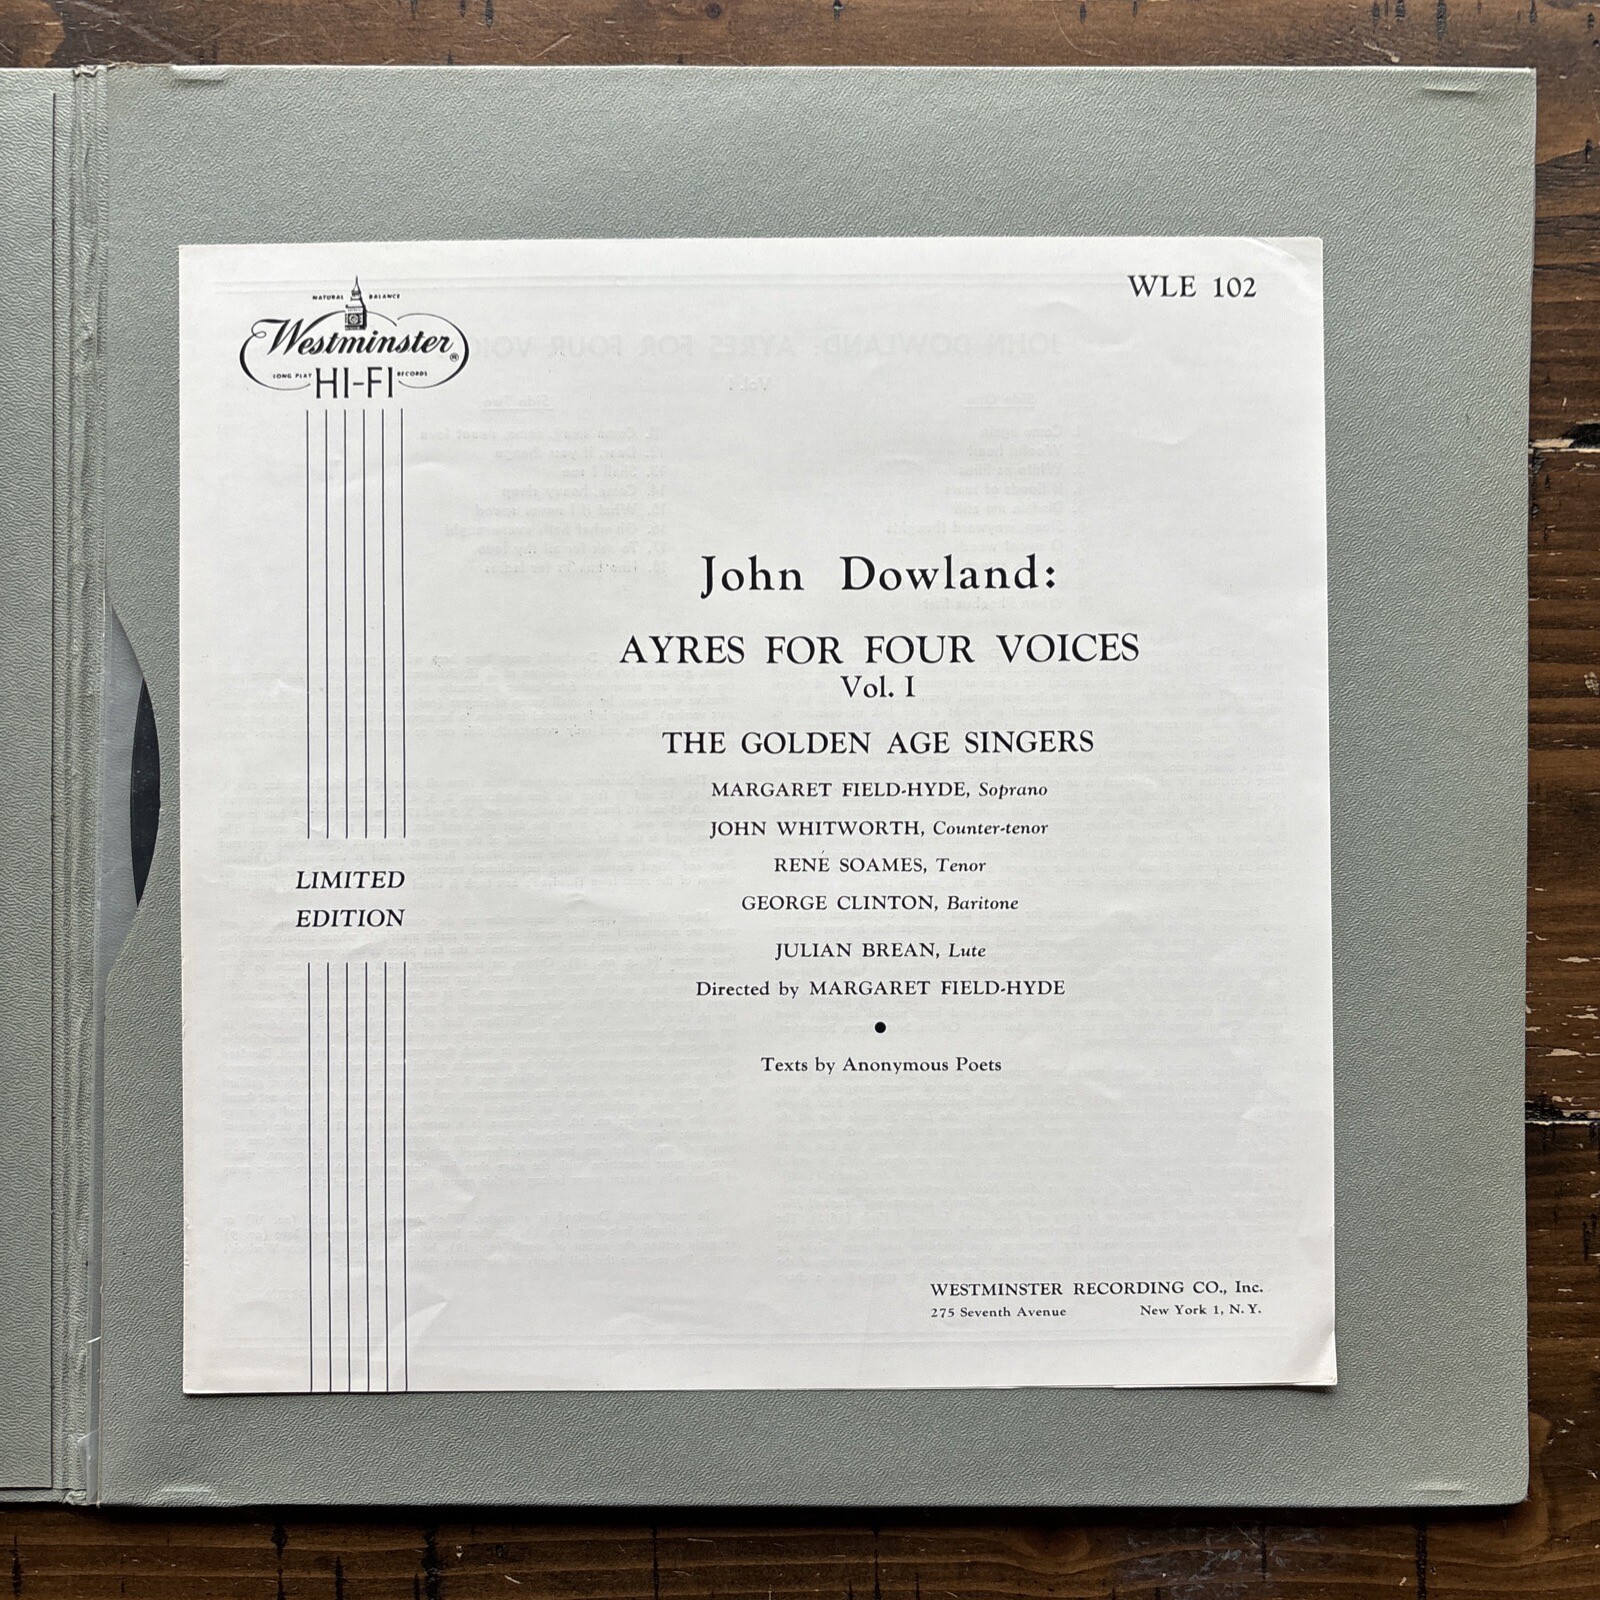 WLE 102
NATURAL BALANCE
Westminster®
LONG PLAY RECORDS
HI-FI
John Dowland:
AYRES FOR FOUR VOICES
Vol. I
THE GOLDEN AGE SINGERS
MARGARET FIELD-HYDE, Soprano
JOHN WHITWORTH, Counter-tenor
RENÉ SOAMES, Tenor
GEORGE CLINTON, Baritone
JULIAN BREAN, Lute
Directed by MARGARET FIELD-HYDE
•
Texts by Anonymous Poets
LIMITED
EDITION
WESTMINSTER RECORDING CO., Inc.
275 Seventh Avenue New York 1, N. Y.